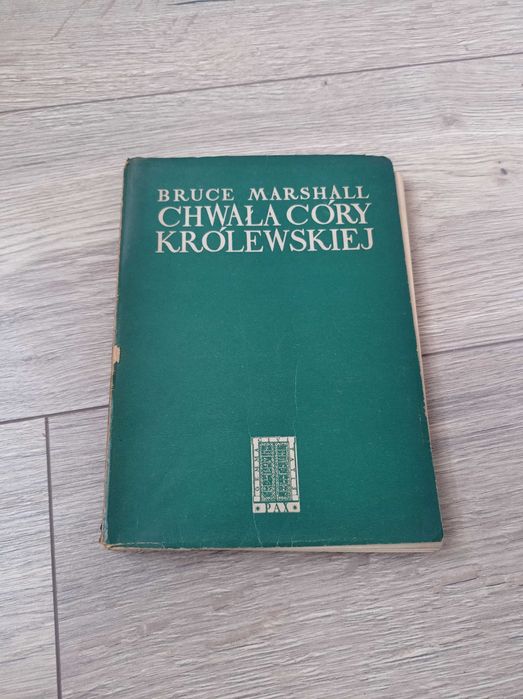 BRUCE MARSHALL
CHWAŁA CÓRY
KRÓLEWSKIEJ
PAX